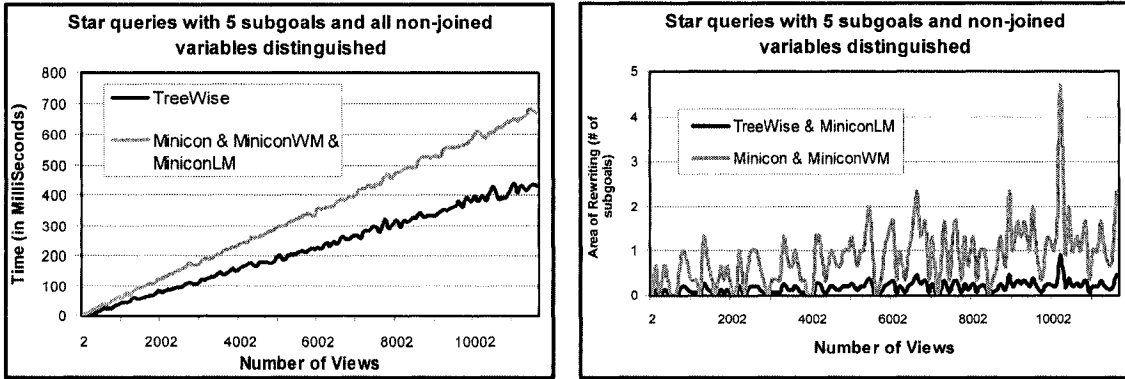 Star queries with 5 subgoals and all non-joined
variables distinguished
Time (in MilliSeconds)
800
700
600
500
400
300
200
100
0
TreeWise
Minicon & MiniconWM &
MiniconLM
2
2002
4002
6002
8002
10002
Number of Views
Star queries with 5 subgoals and non-joined
variables distinguished
Area of Rewriting (# of
subgoals)
5
4
3
2
1
0
TreeWise & MiniconLM
Minicon & MiniconWM
2
2002
4002
6002
8002
10002
Number of Views